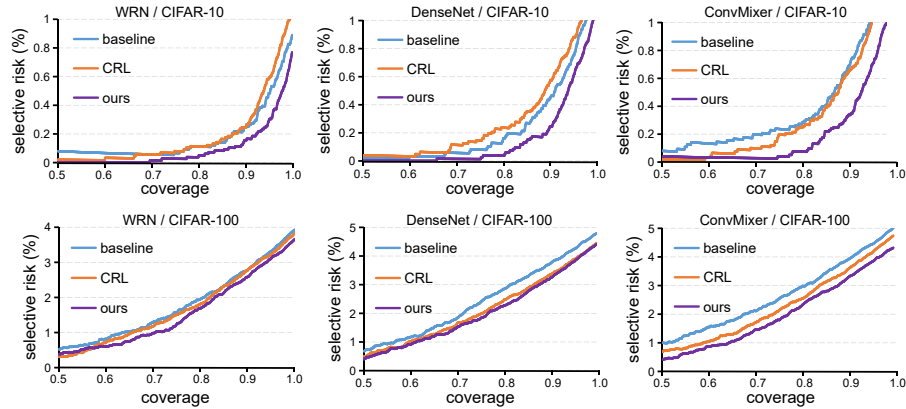 WRN / CIFAR-10
selective risk (%)
1
0.8
0.6
0.4
0.2
0
baseline
CRL
ours
0.5 0.6 0.7 0.8 0.9 1.0
coverage
DenseNet / CIFAR-10
selective risk (%)
1
0.8
0.6
0.4
0.2
0
baseline
CRL
ours
0.5 0.6 0.7 0.8 0.9 1.0
coverage
ConvMixer / CIFAR-10
selective risk (%)
1
0.8
0.6
0.4
0.2
0
baseline
CRL
ours
0.5 0.6 0.7 0.8 0.9 1.0
coverage
WRN / CIFAR-100
selective risk (%)
4
3
2
1
0
baseline
CRL
ours
0.5 0.6 0.7 0.8 0.9 1.0
coverage
DenseNet / CIFAR-100
selective risk (%)
5
4
3
2
1
S0
baseline
CRL
ours
0.5 0.6 0.7 0.8 0.9 1.0
coverage
ConvMixer / CIFAR-100
selective risk (%)
5
4
3
2
1
0
baseline
CRL
ours
0.5 0.6 0.7 0.8 0.9 1.0
coverage